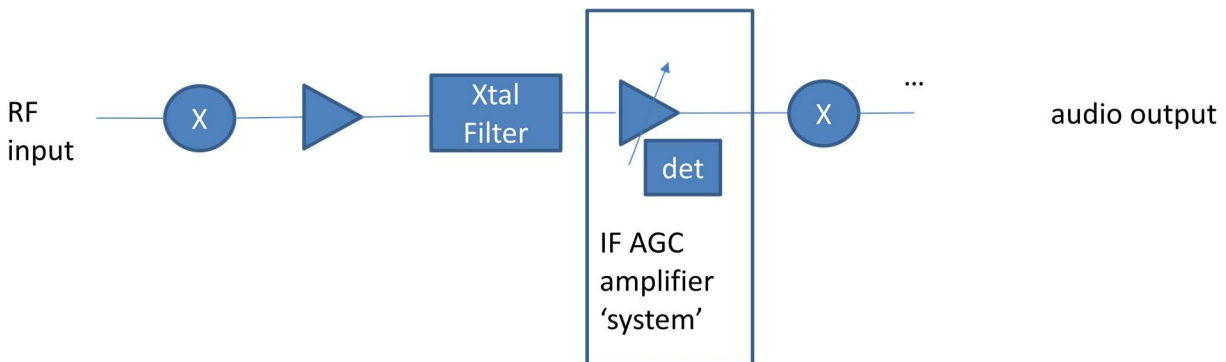 RF
input
X
Xtal
Filter
det
IF AGC
amplifier
‘system’
X
...
audio output